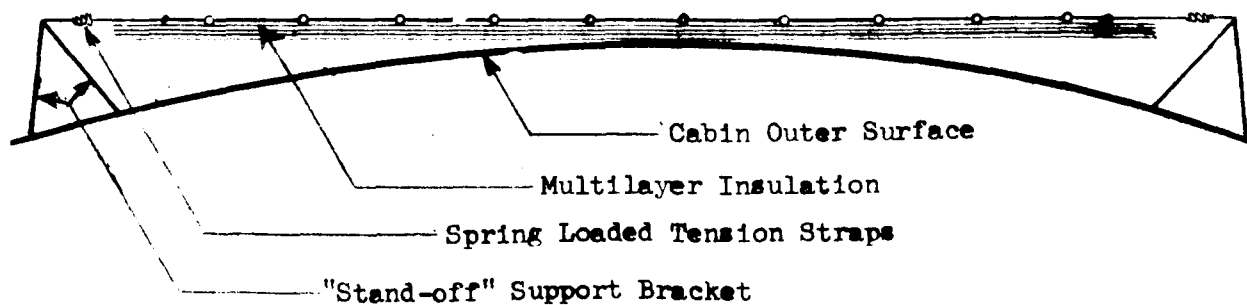 Cabin Outer Surface
Multilayer Insulation
Spring Loaded Tension Straps
"Stand-off" Support Bracket